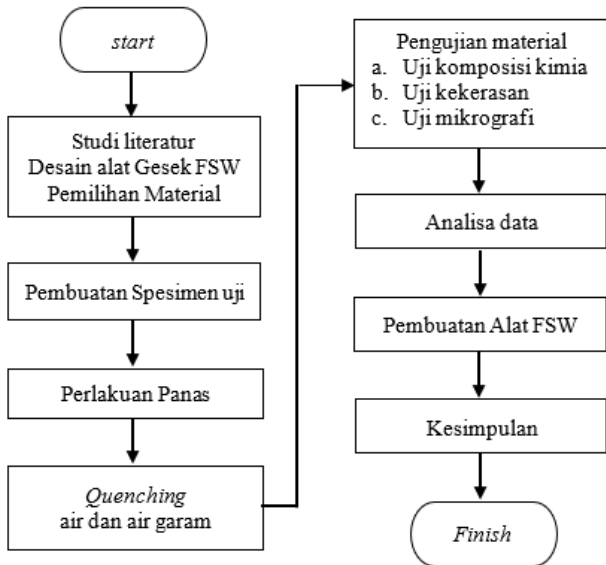 start
Studi literatur
Desain alat Gesek FSW
Pemilihan Material
Pembuatan Spesimen uji
Perlakuan Panas
Quenching
air dan air garam
Pengujian material
a. Uji komposisi kimia
b. Uji kekerasan
c. Uji mikrografi
Analisa data
Pembuatan Alat FSW
Kesimpulan
Finish